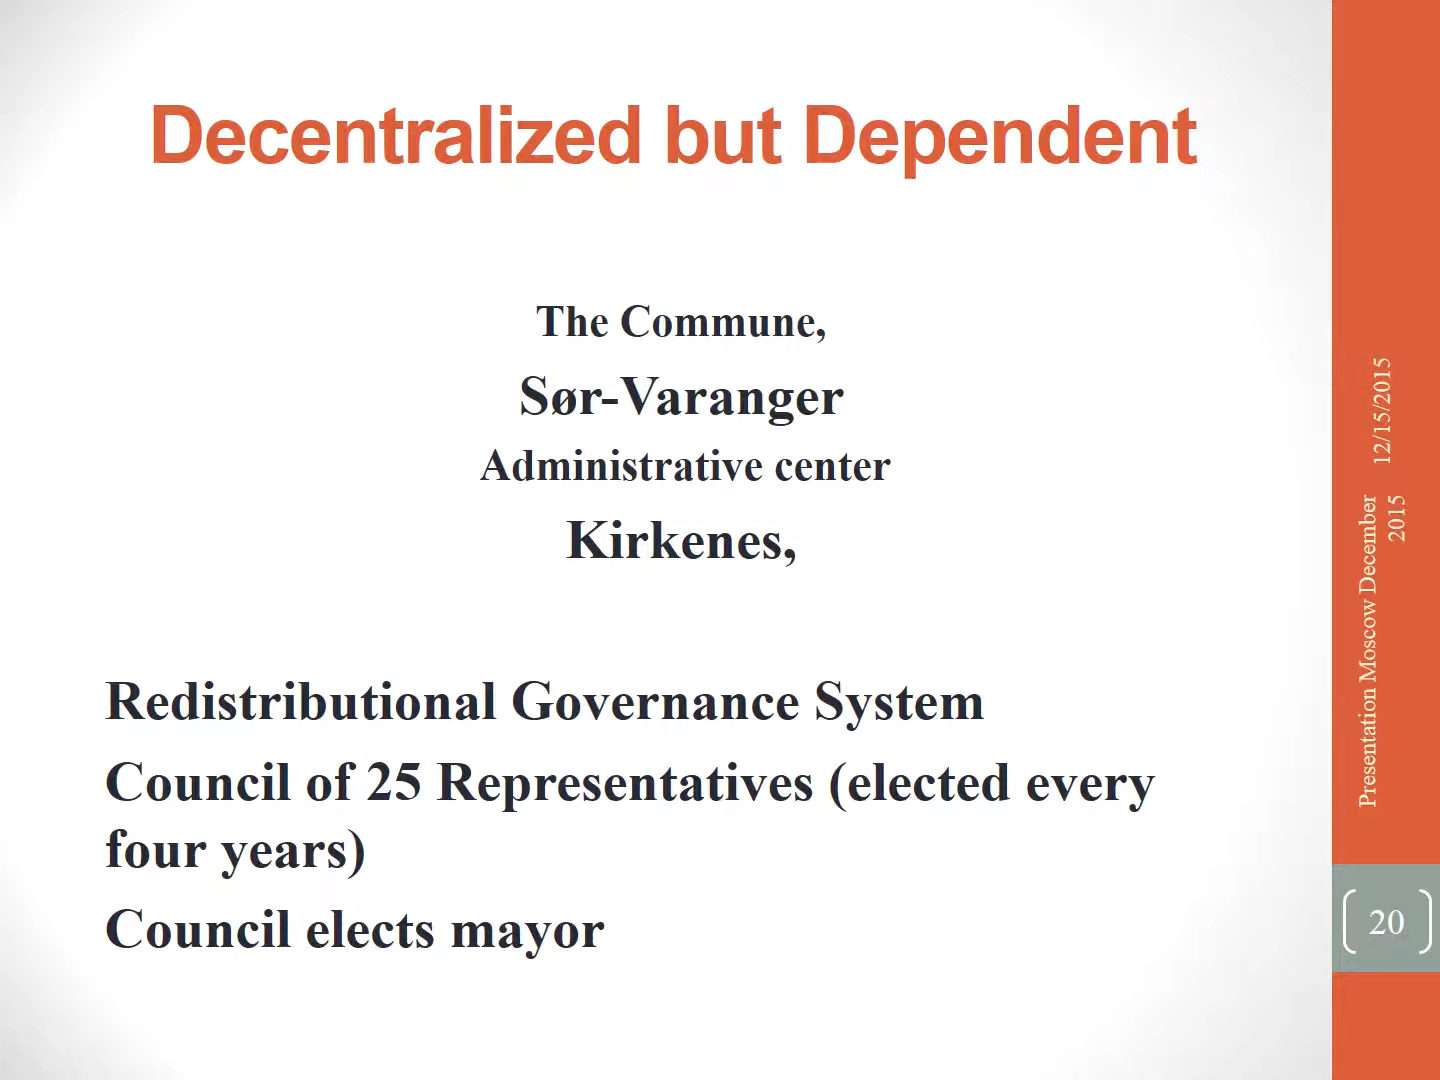 Decentralized but Dependent
The Commune,
Sør-Varanger
Administrative center
Kirkenes,
Redistributional Governance System
Council of 25 Representatives (elected every
four years)
Council elects mayor
12/15/2015
Presentation Moscow December
2015
20